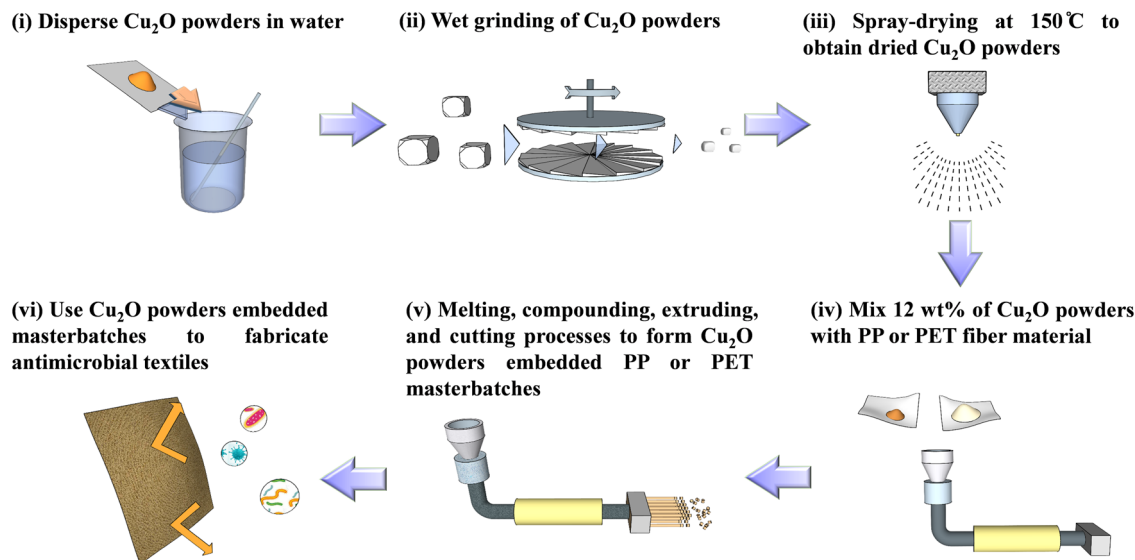 (i) Disperse Cu₂O powders in water
(ii) Wet grinding of Cu₂O powders
(iii) Spray-drying at 150℃ to
obtain dried Cu₂O powders
(iv) Mix 12 wt% of Cu₂O powders
with PP or PET fiber material
(v) Melting, compounding, extruding,
and cutting processes to form Cu₂O
powders embedded PP or PET
masterbatches
(vi) Use Cu₂O powders embedded
masterbatches to fabricate
antimicrobial textiles